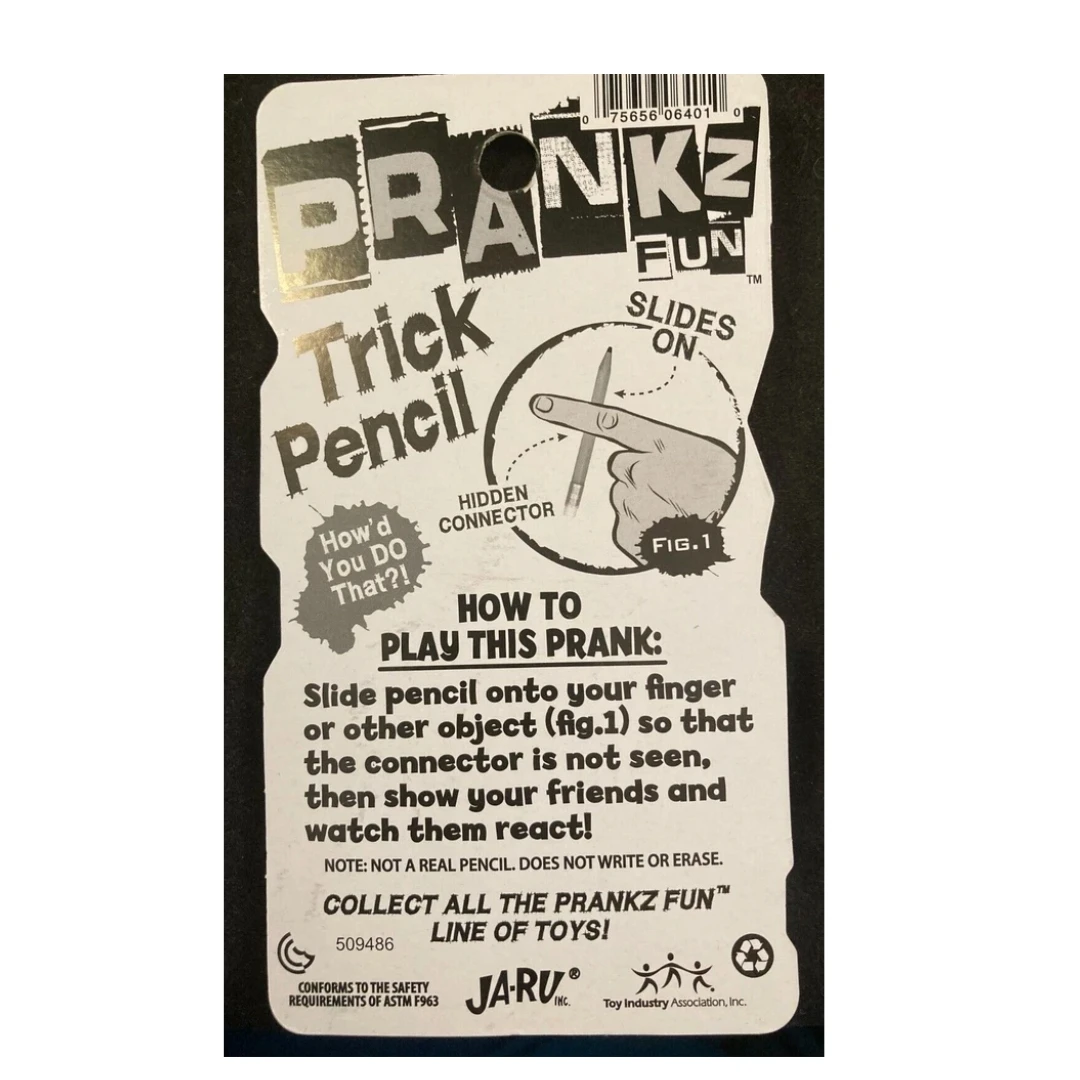 0 75656 06401 0
PRANKZ
FUN™
Trick
Pencil
SLIDES
ON
HIDDEN
CONNECTOR
FIG.1
How'd
You DO
That?!
HOW TO
PLAY THIS PRANK:
Slide pencil onto your finger
or other object (fig.1) so that
the connector is not seen,
then show your friends and
watch them react!
NOTE: NOT A REAL PENCIL. DOES NOT WRITE OR ERASE.
COLLECT ALL THE PRANKZ FUN™
LINE OF TOYS!
509486
CONFORMS TO THE SAFETY
REQUIREMENTS OF ASTM F963
JA-RU® INC.
Toy Industry Association, Inc.